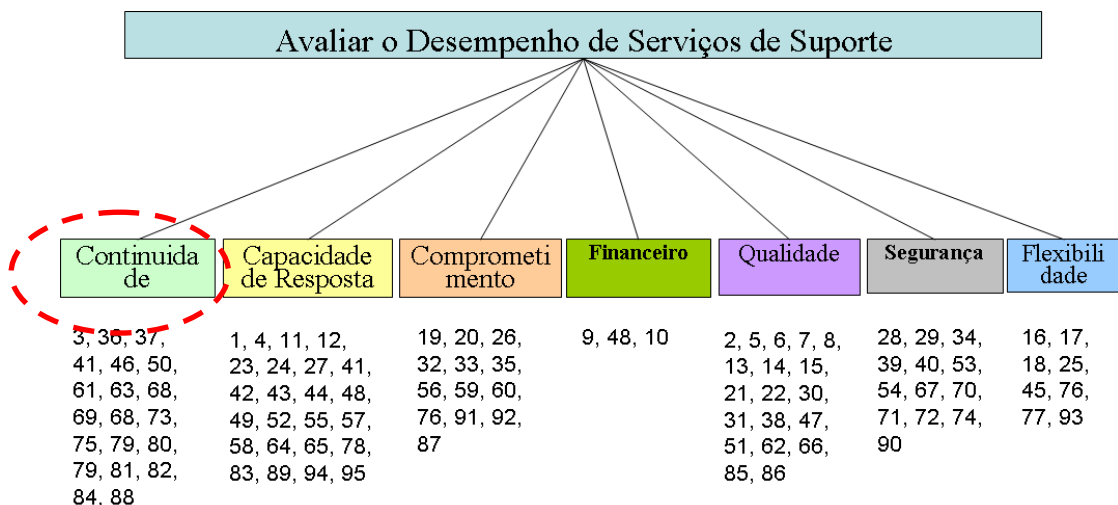 Avaliar o Desempenho de Serviços de Suporte
Continuida
de
Capacidade
de Resposta
Comprometi
mento
Financeiro
Qualidade
Segurança
Flexibili
dade
3, 36, 37,
41, 46, 50,
61, 63, 68,
69, 68, 73,
75, 79, 80,
79, 81, 82,
84, 88
1, 4, 11, 12,
23, 24, 27, 41,
42, 43, 44, 48,
49, 52, 55, 57,
58, 64, 65, 78,
83, 89, 94, 95
19, 20, 26,
32, 33, 35,
56, 59, 60,
76, 91, 92,
87
9, 48, 10
2, 5, 6, 7, 8,
13, 14, 15,
21, 22, 30,
31, 38, 47,
51, 62, 66,
85, 86
28, 29, 34,
39, 40, 53,
54, 67, 70,
71, 72, 74,
90
16, 17,
18, 25,
45, 76,
77, 93